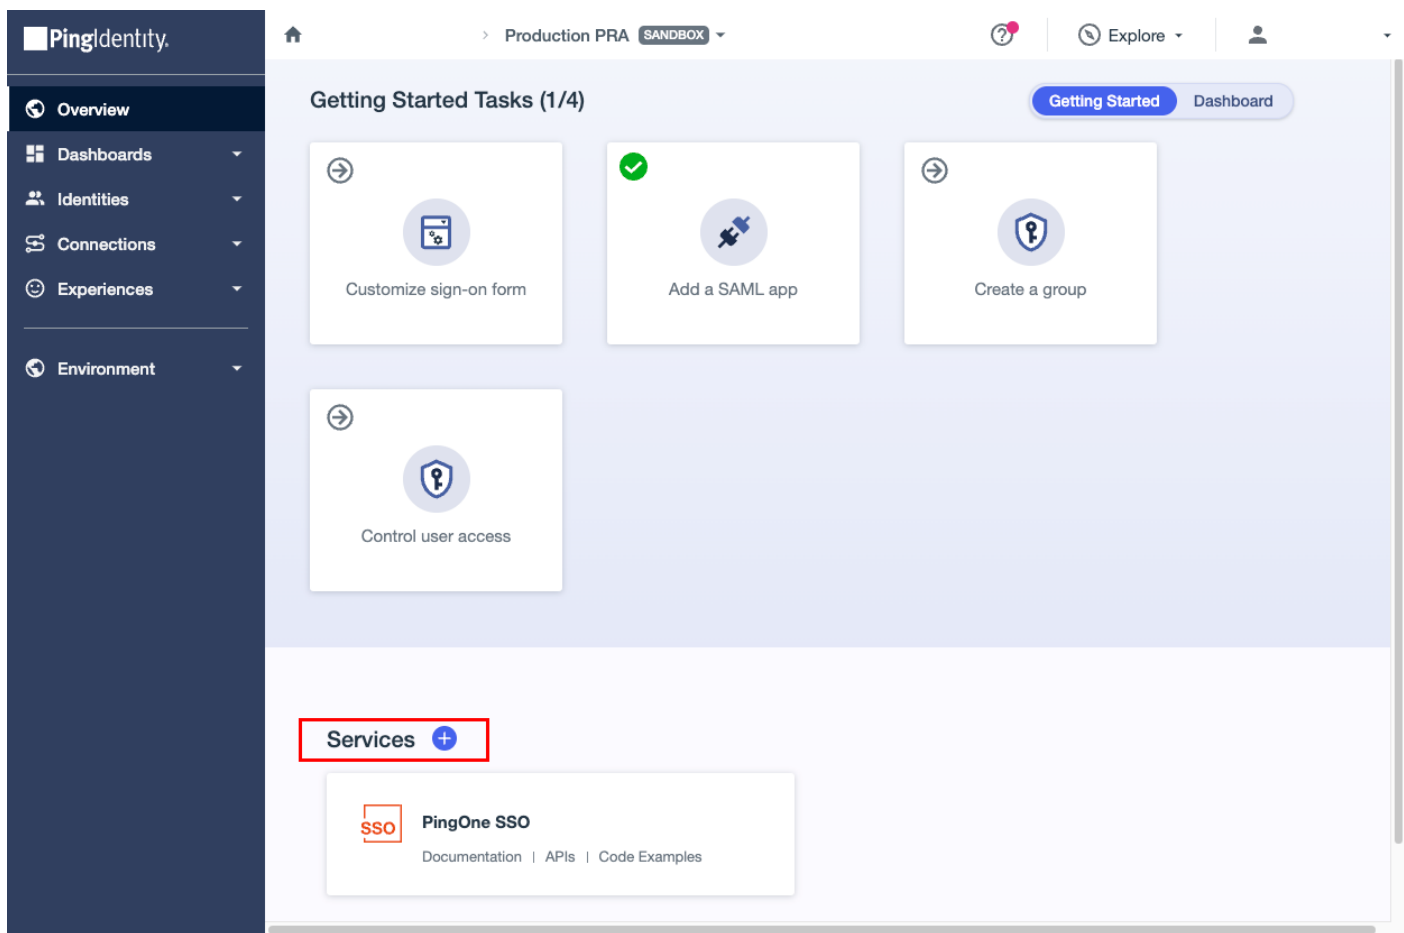 PingIdentity.
Production PRA SANDBOX
Explore
Overview
Dashboards
Identities
Connections
Experiences
Environment
Getting Started Tasks (1/4)
Getting Started Dashboard
Customize sign-on form
Add a SAML app
Create a group
Control user access
Services
SSO
PingOne SSO
Documentation | APIs | Code Examples